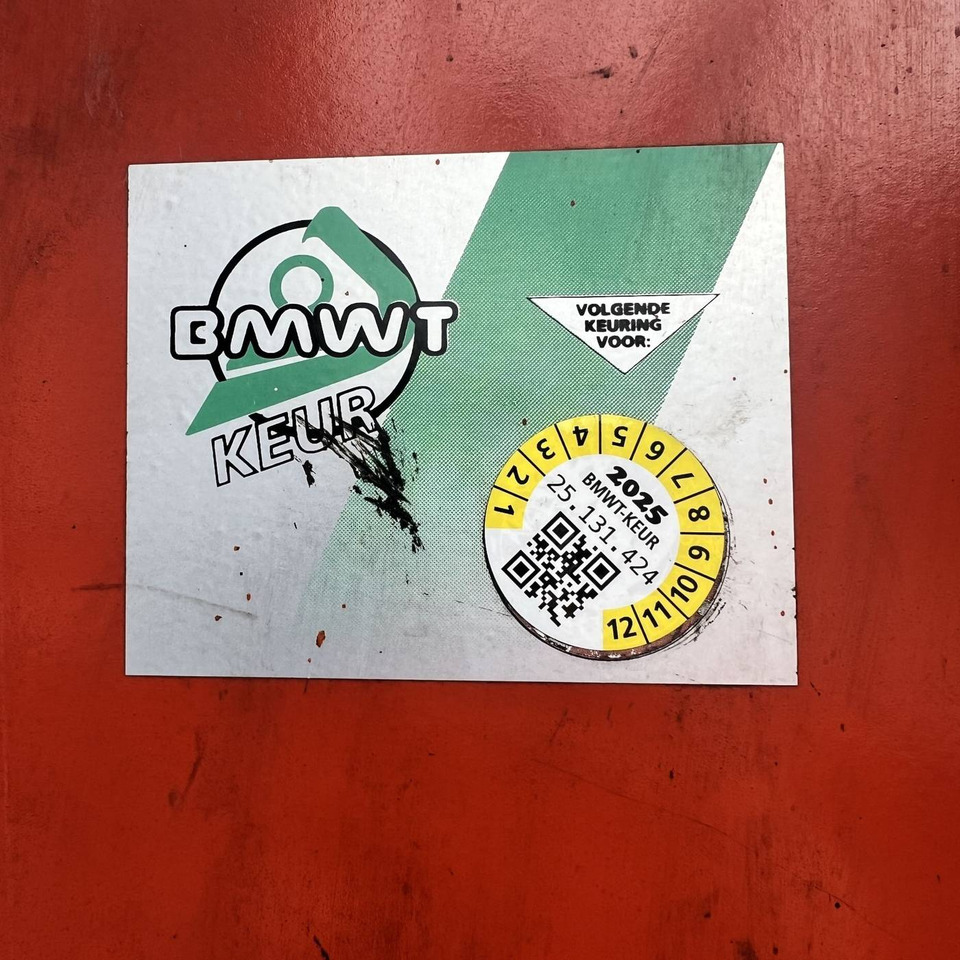 BMWT
KEUR
VOLGENDE
KEURING
VOOR:
1 2 3 4 5 6 7 8 9 10 11 12
2025
BMWT-KEUR
25.131.424